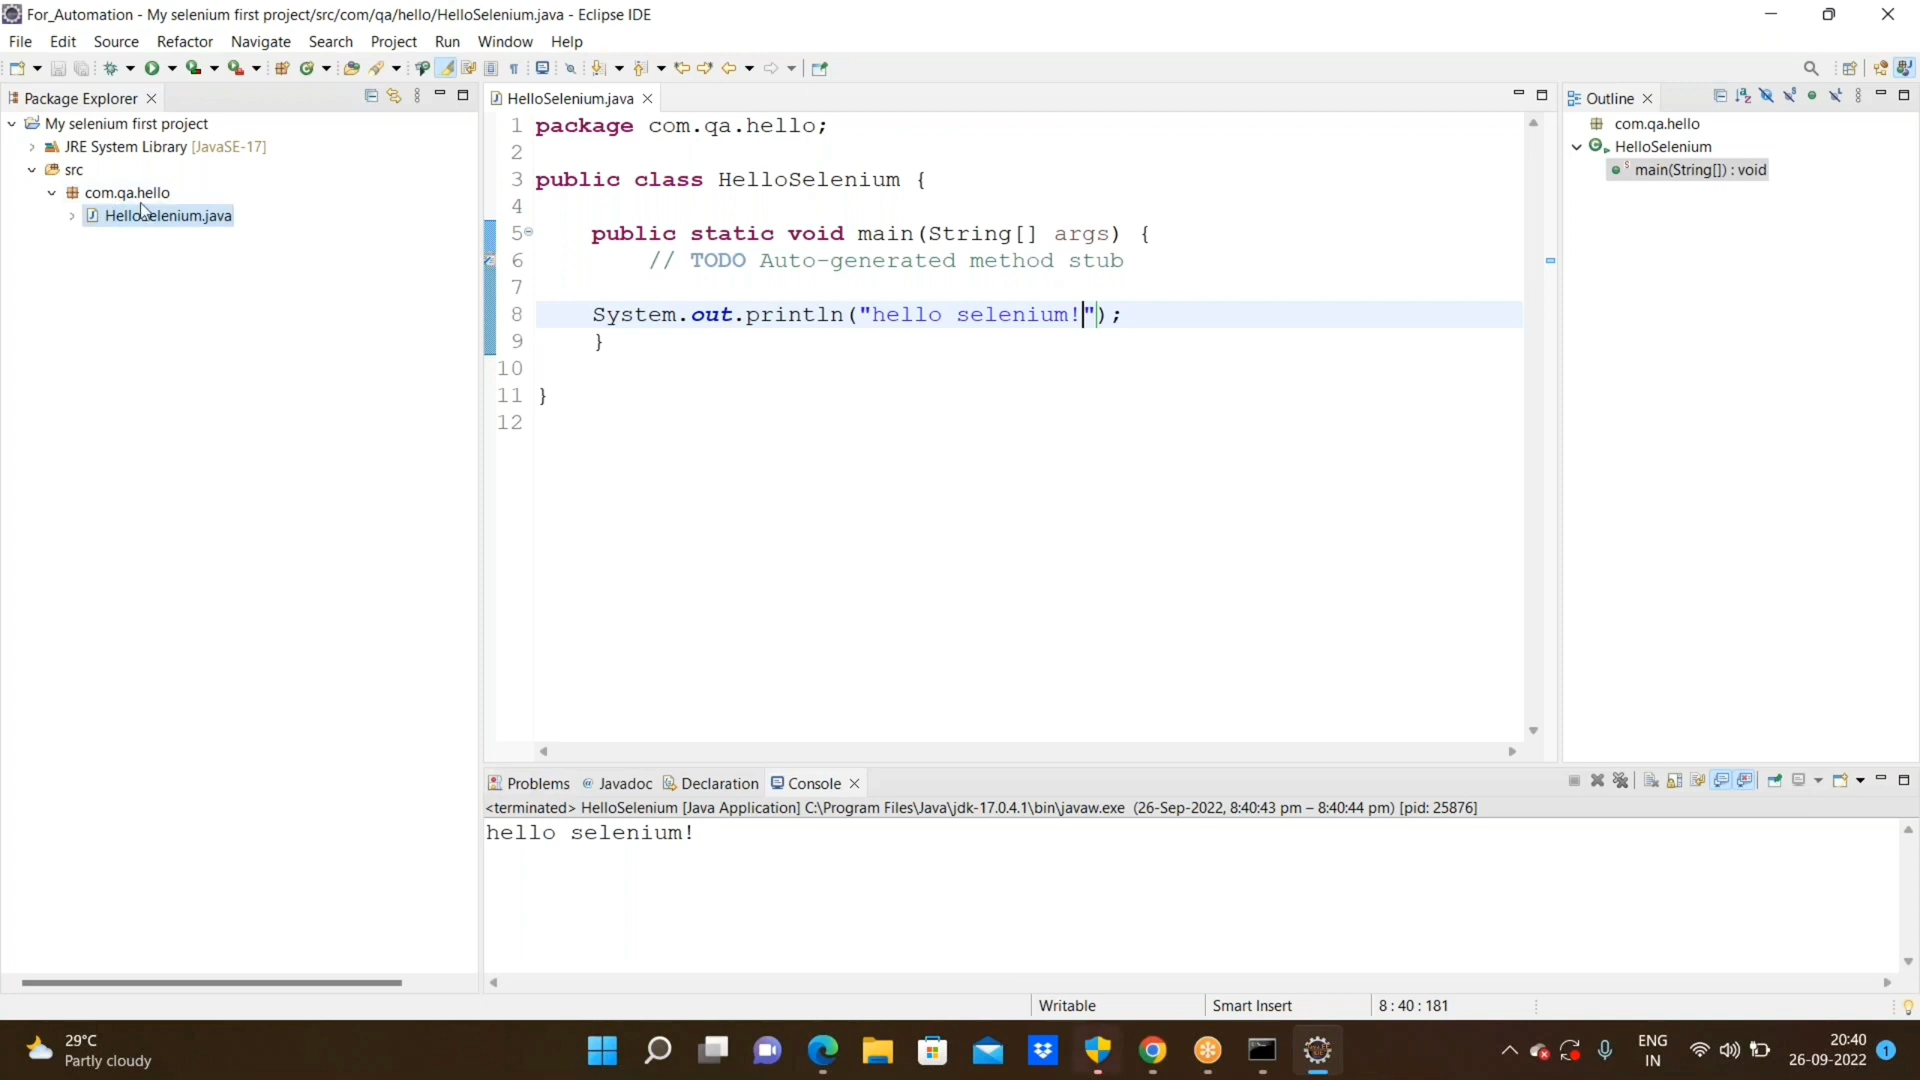 For_Automation - My selenium first project/src/com/qa/hello/HelloSelenium.java - Eclipse IDE
File Edit Source Refactor Navigate Search Project Run Window Help
Package Explorer
My selenium first project
JRE System Library [JavaSE-17]
src
com.qa.hello
HelloSelenium.java
HelloSelenium.java
1 package com.qa.hello;
2
3 public class HelloSelenium {
4
5 public static void main(String[] args) {
6 // TODO Auto-generated method stub
7
8 System.out.println("hello selenium!");
9 }
10
11 }
12
Outline
com.qa.hello
HelloSelenium
main(String[]) : void
Problems Javadoc Declaration Console
<terminated> HelloSelenium [Java Application] C:\Program Files\Java\jdk-17.0.4.1\bin\javaw.exe (26-Sep-2022, 8:40:43 pm – 8:40:44 pm) [pid: 25876]
hello selenium!
Writable Smart Insert 8 : 40 : 181
29°C
Partly cloudy
ENG
IN
20:40
26-09-2022
1